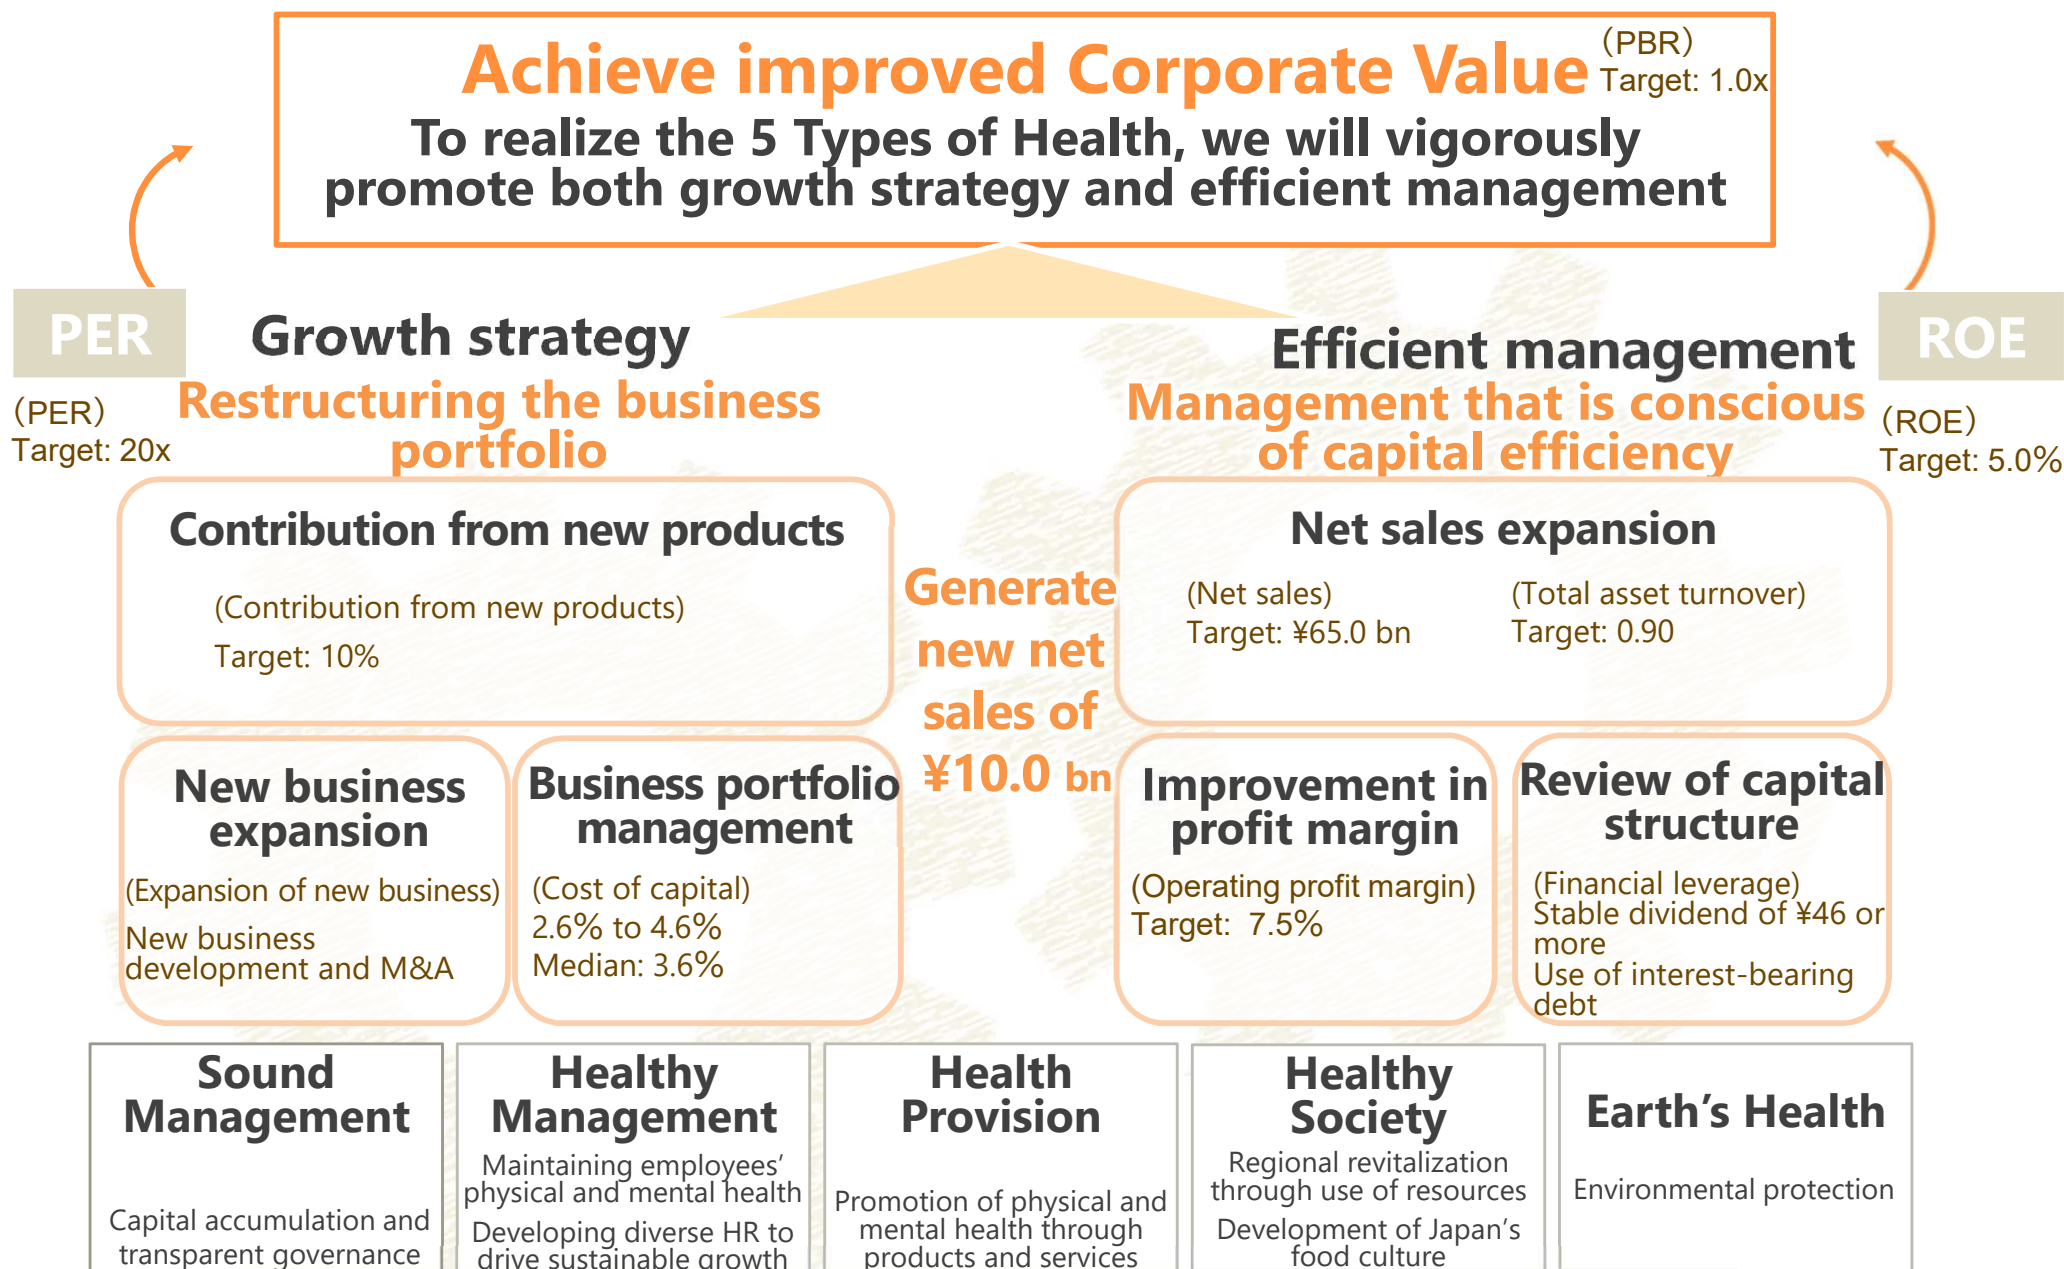 Achieve improved Corporate Value
(PBR)
Target: 1.0x
To realize the 5 Types of Health, we will vigorously
promote both growth strategy and efficient management
PER
(PER)
Target: 20x
Growth strategy
Restructuring the business
portfolio
Efficient management
Management that is conscious
of capital efficiency
ROE
(ROE)
Target: 5.0%
Contribution from new products
(Contribution from new products)
Target: 10%
Generate
new net
sales of
¥10.0 bn
Net sales expansion
(Net sales)
Target: ¥65.0 bn
(Total asset turnover)
Target: 0.90
New business
expansion
(Expansion of new business)
New business
development and M&A
Business portfolio
management
(Cost of capital)
2.6% to 4.6%
Median: 3.6%
Improvement in
profit margin
(Operating profit margin)
Target: 7.5%
Review of capital
structure
(Financial leverage)
Stable dividend of ¥46 or
more
Use of interest-bearing
debt
Sound
Management
Capital accumulation and
transparent governance
Healthy
Management
Maintaining employees’
physical and mental health
Developing diverse HR to
drive sustainable growth
Health
Provision
Promotion of physical and
mental health through
products and services
Healthy
Society
Regional revitalization
through use of resources
Development of Japan’s
food culture
Earth’s Health
Environmental protection